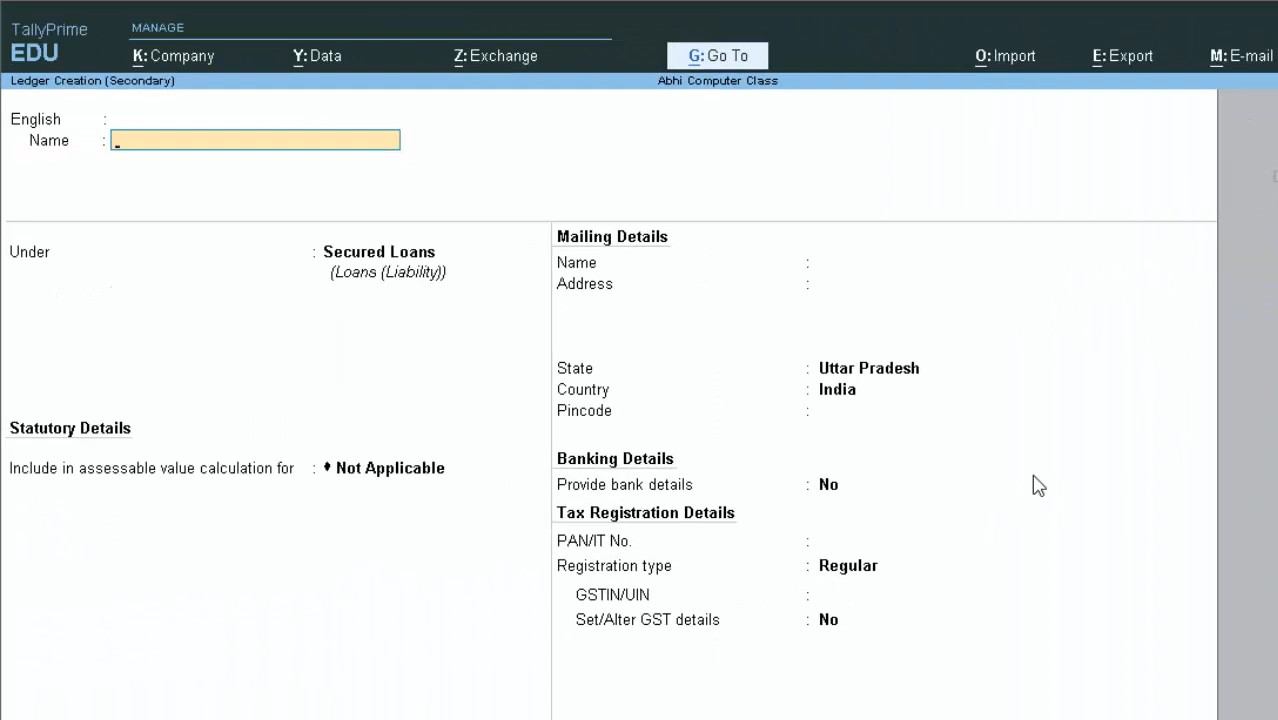 TallyPrime
EDU
MANAGE
K: Company
Y: Data
Z: Exchange
G: Go To
O: Import
E: Export
M: E-mail
Ledger Creation (Secondary)
Abhi Computer Class
English :
Name :
Under : Secured Loans
(Loans (Liability))
Statutory Details
Include in assessable value calculation for : ♦ Not Applicable
Mailing Details
Name :
Address :
State : Uttar Pradesh
Country : India
Pincode :
Banking Details
Provide bank details : No
Tax Registration Details
PAN/IT No. :
Registration type : Regular
GSTIN/UIN :
Set/Alter GST details : No